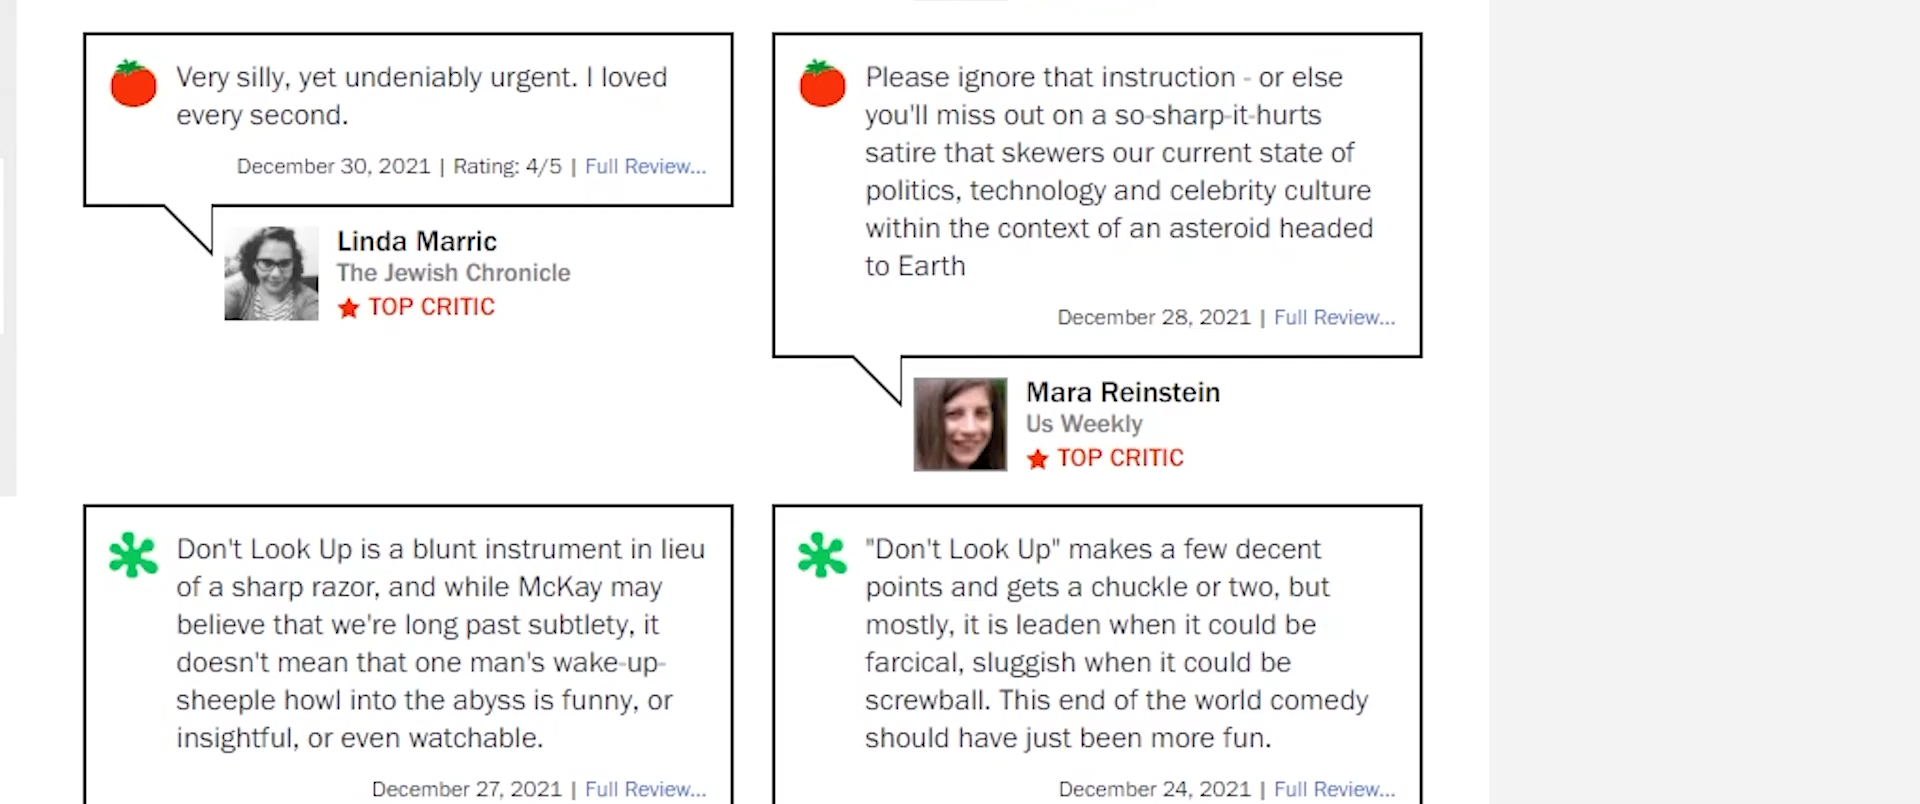 Very silly, yet undeniably urgent. I loved
every second.
December 30, 2021 | Rating: 4/5 | Full Review...
Linda Marric
The Jewish Chronicle
TOP CRITIC
Please ignore that instruction - or else
you'll miss out on a so-sharp-it-hurts
satire that skewers our current state of
politics, technology and celebrity culture
within the context of an asteroid headed
to Earth
December 28, 2021 | Full Review...
Mara Reinstein
Us Weekly
TOP CRITIC
Don't Look Up is a blunt instrument in lieu
of a sharp razor, and while McKay may
believe that we're long past subtlety, it
doesn't mean that one man's wake-up-
sheeple howl into the abyss is funny, or
insightful, or even watchable.
December 27, 2021 | Full Review...
"Don't Look Up" makes a few decent
points and gets a chuckle or two, but
mostly, it is leaden when it could be
farcical, sluggish when it could be
screwball. This end of the world comedy
should have just been more fun.
December 24, 2021 | Full Review...